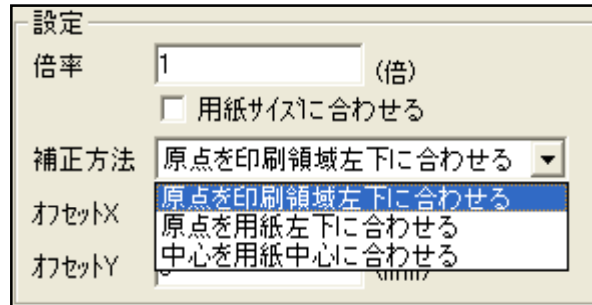 設定
倍率 1 (倍)
用紙サイズに合わせる
補正方法 原点を印刷領域左下に合わせる
原点を印刷領域左下に合わせる
オフセットX 原点を用紙左下に合わせる
中心を用紙中心に合わせる
オフセットY